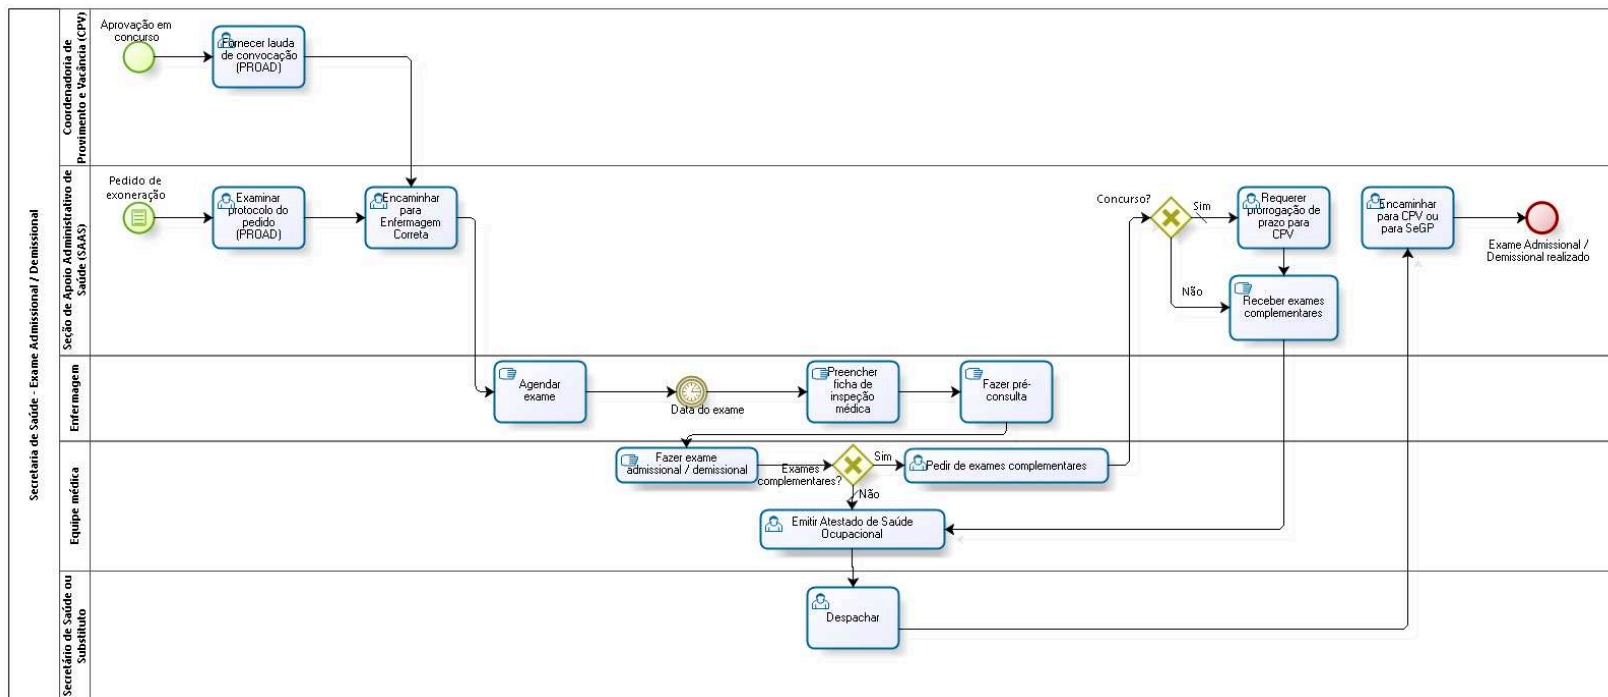 Secretaria de Saúde - Exame Admissional / Demissional
Coordenadoria de
Provimento e Vacância (CPV)
Aprovação em
concurso
Fornecer lauda
de convocação
(PROAD)
Seção de Apoio Administrativo de
Saúde (SAAS)
Pedido de
exoneração
Examinar
protocolo do
pedido
(PROAD)
Encaminhar
para
Enfermagem
Correta
Concurso?
Sim
Não
Requerer
prorrogação de
prazo para
CPV
Receber exames
complementares
Encaminhar
para CPV ou
para SeGP
Exame Admissional /
Demissional realizado
Enfermagem
Agendar
exame
Data do exame
Preencher
ficha de
inspeção
médica
Fazer pré-
consulta
Equipe médica
Fazer exame
admissional / demissional
Exames
complementares?
Sim
Não
Pedir de exames complementares
Emitir Atestado de Saúde
Ocupacional
Secretário de Saúde ou
Substituto
Despachar